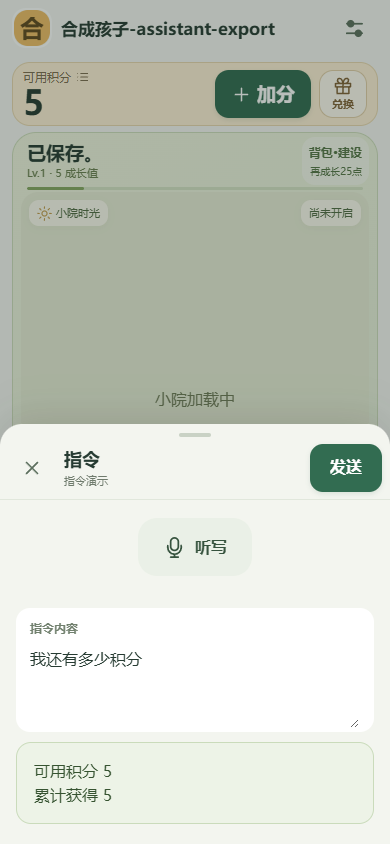 合
合成孩子-assistant-export
可用积分
5
加分
兑换
已保存。
Lv.1 · 5 成长值
背包•建设
再成长25点
小院时光
尚未开启
小院加载中
指令
指令演示
发送
听写
指令内容
我还有多少积分
可用积分 5
累计获得 5